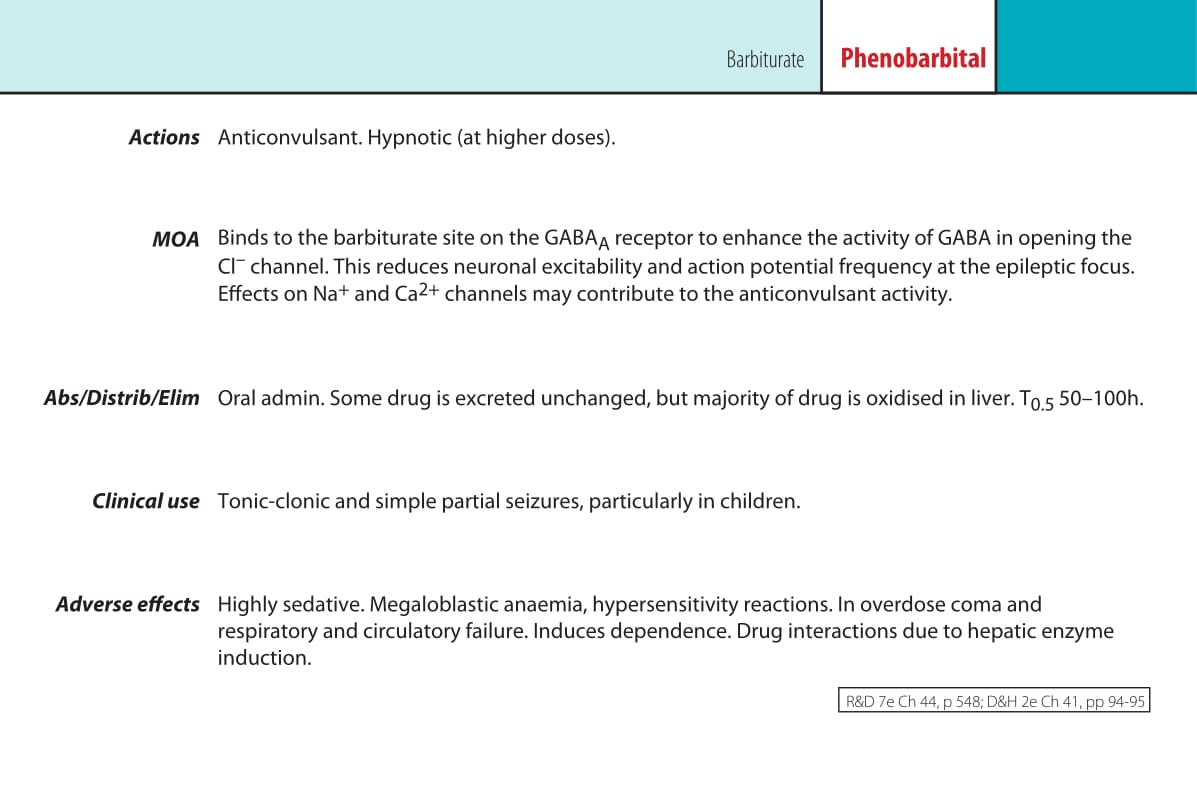 Barbiturate Phenobarbital
Actions Anticonvulsant. Hypnotic (at higher doses).
MOA Binds to the barbiturate site on the GABA_A receptor to enhance the activity of GABA in opening the
Cl⁻ channel. This reduces neuronal excitability and action potential frequency at the epileptic focus.
Effects on Na⁺ and Ca²⁺ channels may contribute to the anticonvulsant activity.
Abs/Distrib/Elim Oral admin. Some drug is excreted unchanged, but majority of drug is oxidised in liver. T₀.₅ 50–100h.
Clinical use Tonic-clonic and simple partial seizures, particularly in children.
Adverse effects Highly sedative. Megaloblastic anaemia, hypersensitivity reactions. In overdose coma and
respiratory and circulatory failure. Induces dependence. Drug interactions due to hepatic enzyme
induction.
R&D 7e Ch 44, p 548; D&H 2e Ch 41, pp 94-95